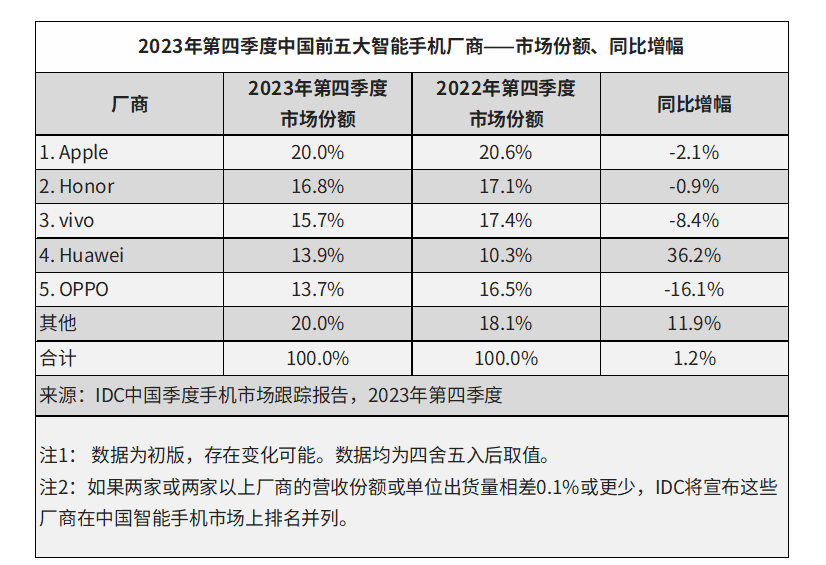 2023年第四季度中国前五大智能手机厂商——市场份额、同比增幅
厂商 2023年第四季度市场份额 2022年第四季度市场份额 同比增幅
1. Apple 20.0% 20.6% -2.1%
2. Honor 16.8% 17.1% -0.9%
3. vivo 15.7% 17.4% -8.4%
4. Huawei 13.9% 10.3% 36.2%
5. OPPO 13.7% 16.5% -16.1%
其他 20.0% 18.1% 11.9%
合计 100.0% 100.0% 1.2%
来源：IDC中国季度手机市场跟踪报告，2023年第四季度
注1： 数据为初版，存在变化可能。数据均为四舍五入后取值。
注2：如果两家或两家以上厂商的营收份额或单位出货量相差0.1%或更少，IDC将宣布这些
厂商在中国智能手机市场上排名并列。